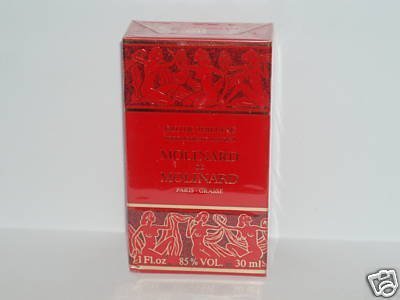 MOLINARD
DE
MOLINARD
PARIS - GRASSE
1 Fl.oz 85% VOL. 30 ml